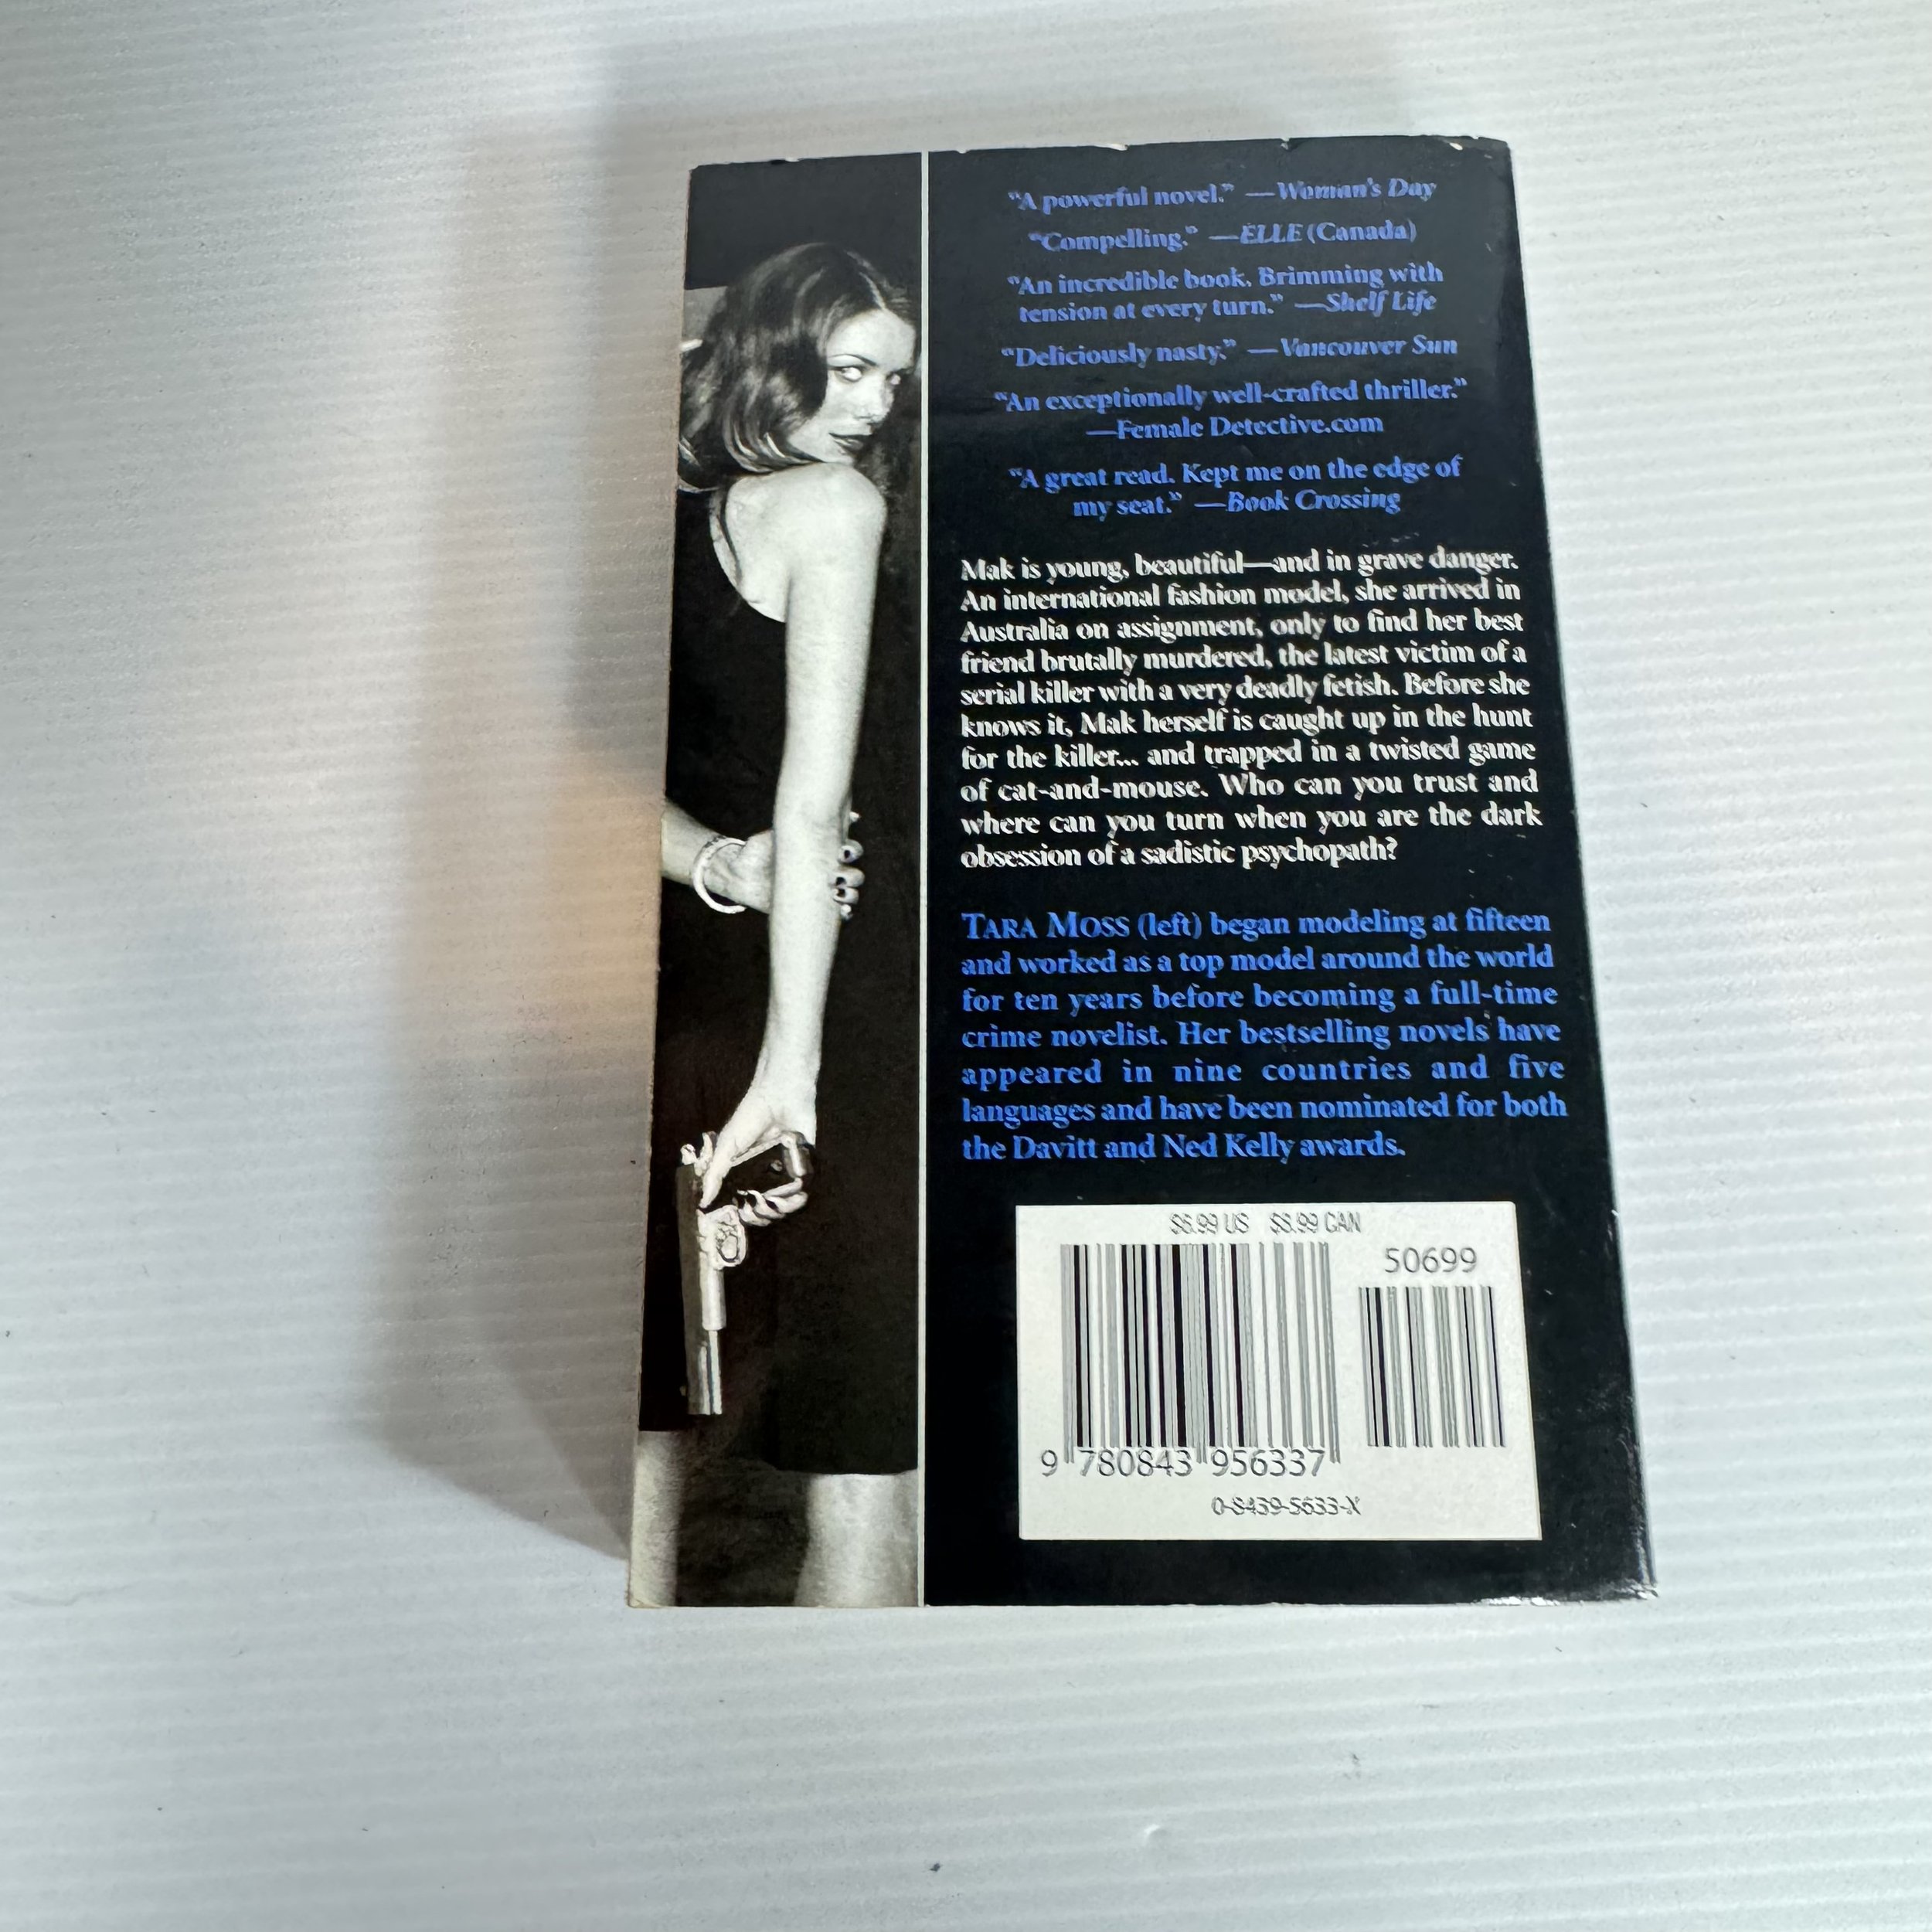 “A powerful novel.” —Woman’s Day
“Compelling.” —ELLE (Canada)
“An incredible book. Brimming with
tension at every turn.” —Shelf Life
“Deliciously nasty.” —Vancouver Sun
“An exceptionally well-crafted thriller.”
—Female Detective.com
“A great read. Kept me on the edge of
my seat.” —Book Crossing
Mak is young, beautiful—and in grave danger.
An international fashion model, she arrived in
Australia on assignment, only to find her best
friend brutally murdered, the latest victim of a
serial killer with a very deadly fetish. Before she
knows it, Mak herself is caught up in the hunt
for the killer... and trapped in a twisted game
of cat-and-mouse. Who can you trust and
where can you turn when you are the dark
obsession of a sadistic psychopath?
TARA MOSS (left) began modeling at fifteen
and worked as a top model around the world
for ten years before becoming a full-time
crime novelist. Her bestselling novels have
appeared in nine countries and five
languages and have been nominated for both
the Davitt and Ned Kelly awards.
$6.99 US $8.99 CAN
50699
9 780843 956337
0-8439-5633-X